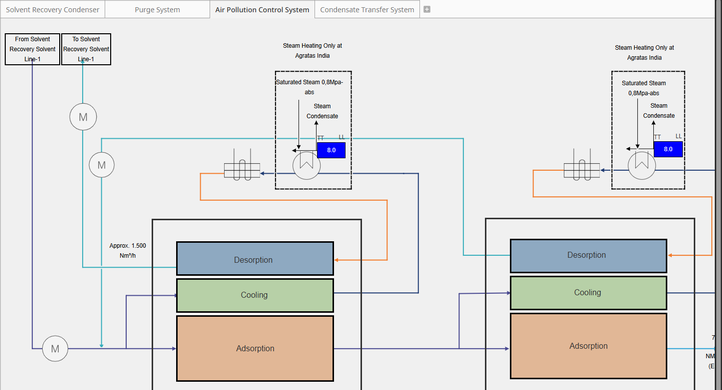 Solvent Recovery Condenser
Purge System
Air Pollution Control System
Condensate Transfer System
From Solvent
Recovery Solvent
Line-1
To Solvent
Recovery Solvent
Line-1
Steam Heating Only at
Agratas India
Steam Heating Only at
Agratas India
Saturated Steam 0,8Mpa-
abs
Steam
Condensate
TT
LL
8.0
Saturated Steam
0,8Mpa-abs
Steam
Condensate
TT
LL
8.0
M
M
Approx. 1.500
Nm³/h
Desorption
Cooling
Adsorption
M
Desorption
Cooling
Adsorption
7
NM
(E